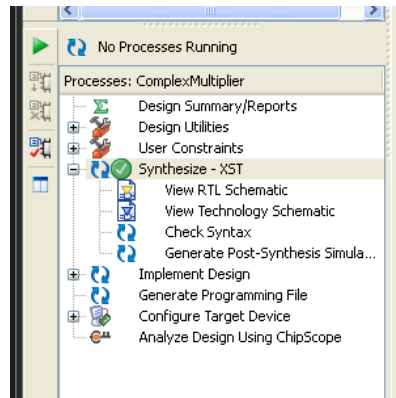 No Processes Running
Processes: ComplexMultiplier
Design Summary/Reports
Design Utilities
User Constraints
Synthesize - XST
View RTL Schematic
View Technology Schematic
Check Syntax
Generate Post-Synthesis Simula...
Implement Design
Generate Programming File
Configure Target Device
Analyze Design Using ChipScope